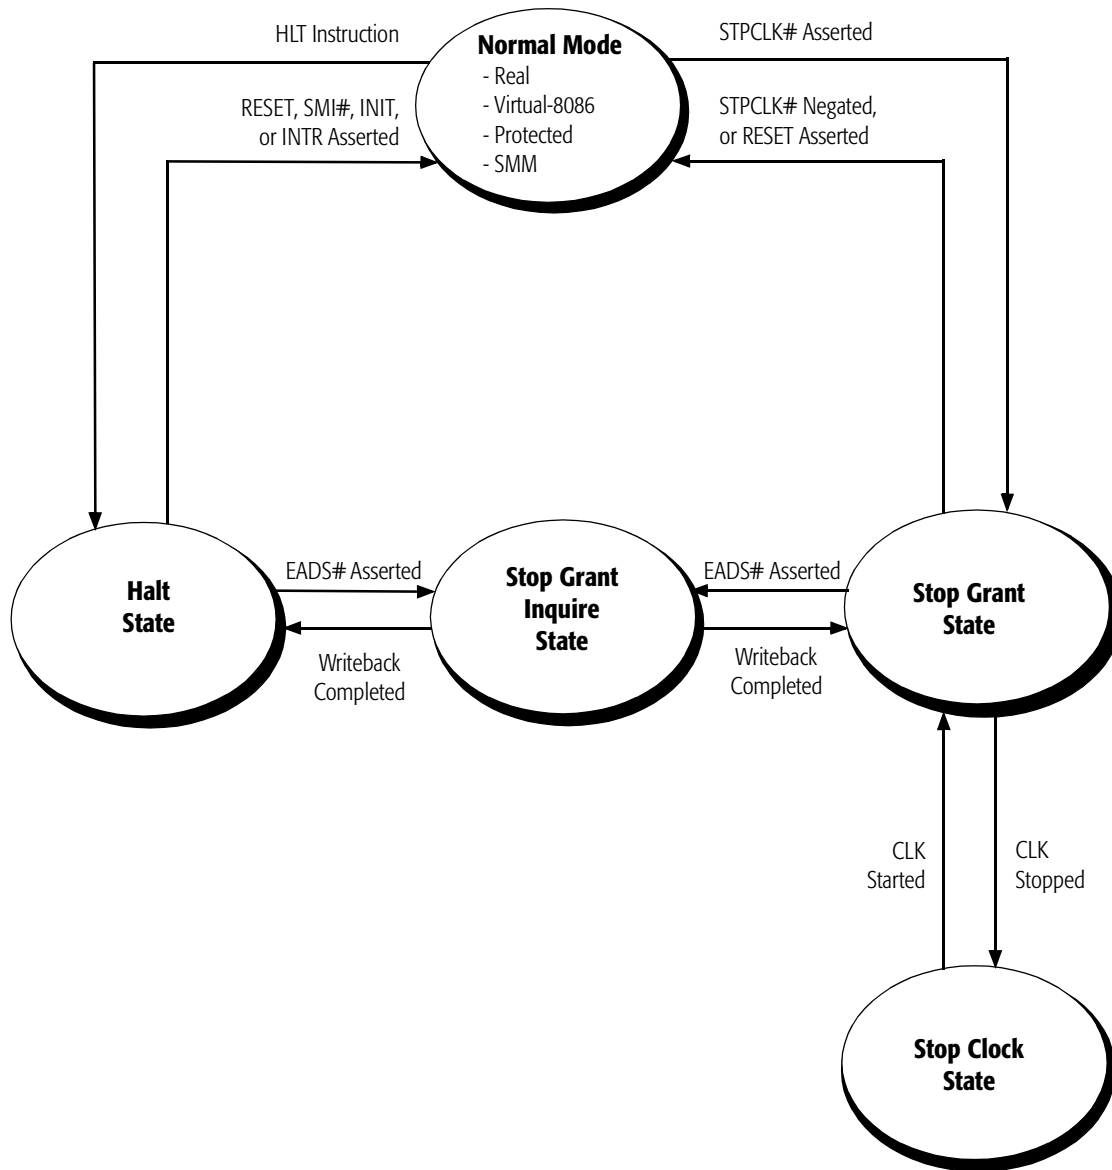 HLT Instruction
Normal Mode
- Real
- Virtual-8086
- Protected
- SMM
STPCLK# Asserted
RESET, SMI#, INIT,
or INTR Asserted
STPCLK# Negated,
or RESET Asserted
Halt
State
EADS# Asserted
Writeback
Completed
Stop Grant
Inquire
State
EADS# Asserted
Writeback
Completed
Stop Grant
State
CLK
Started
CLK
Stopped
Stop Clock
State